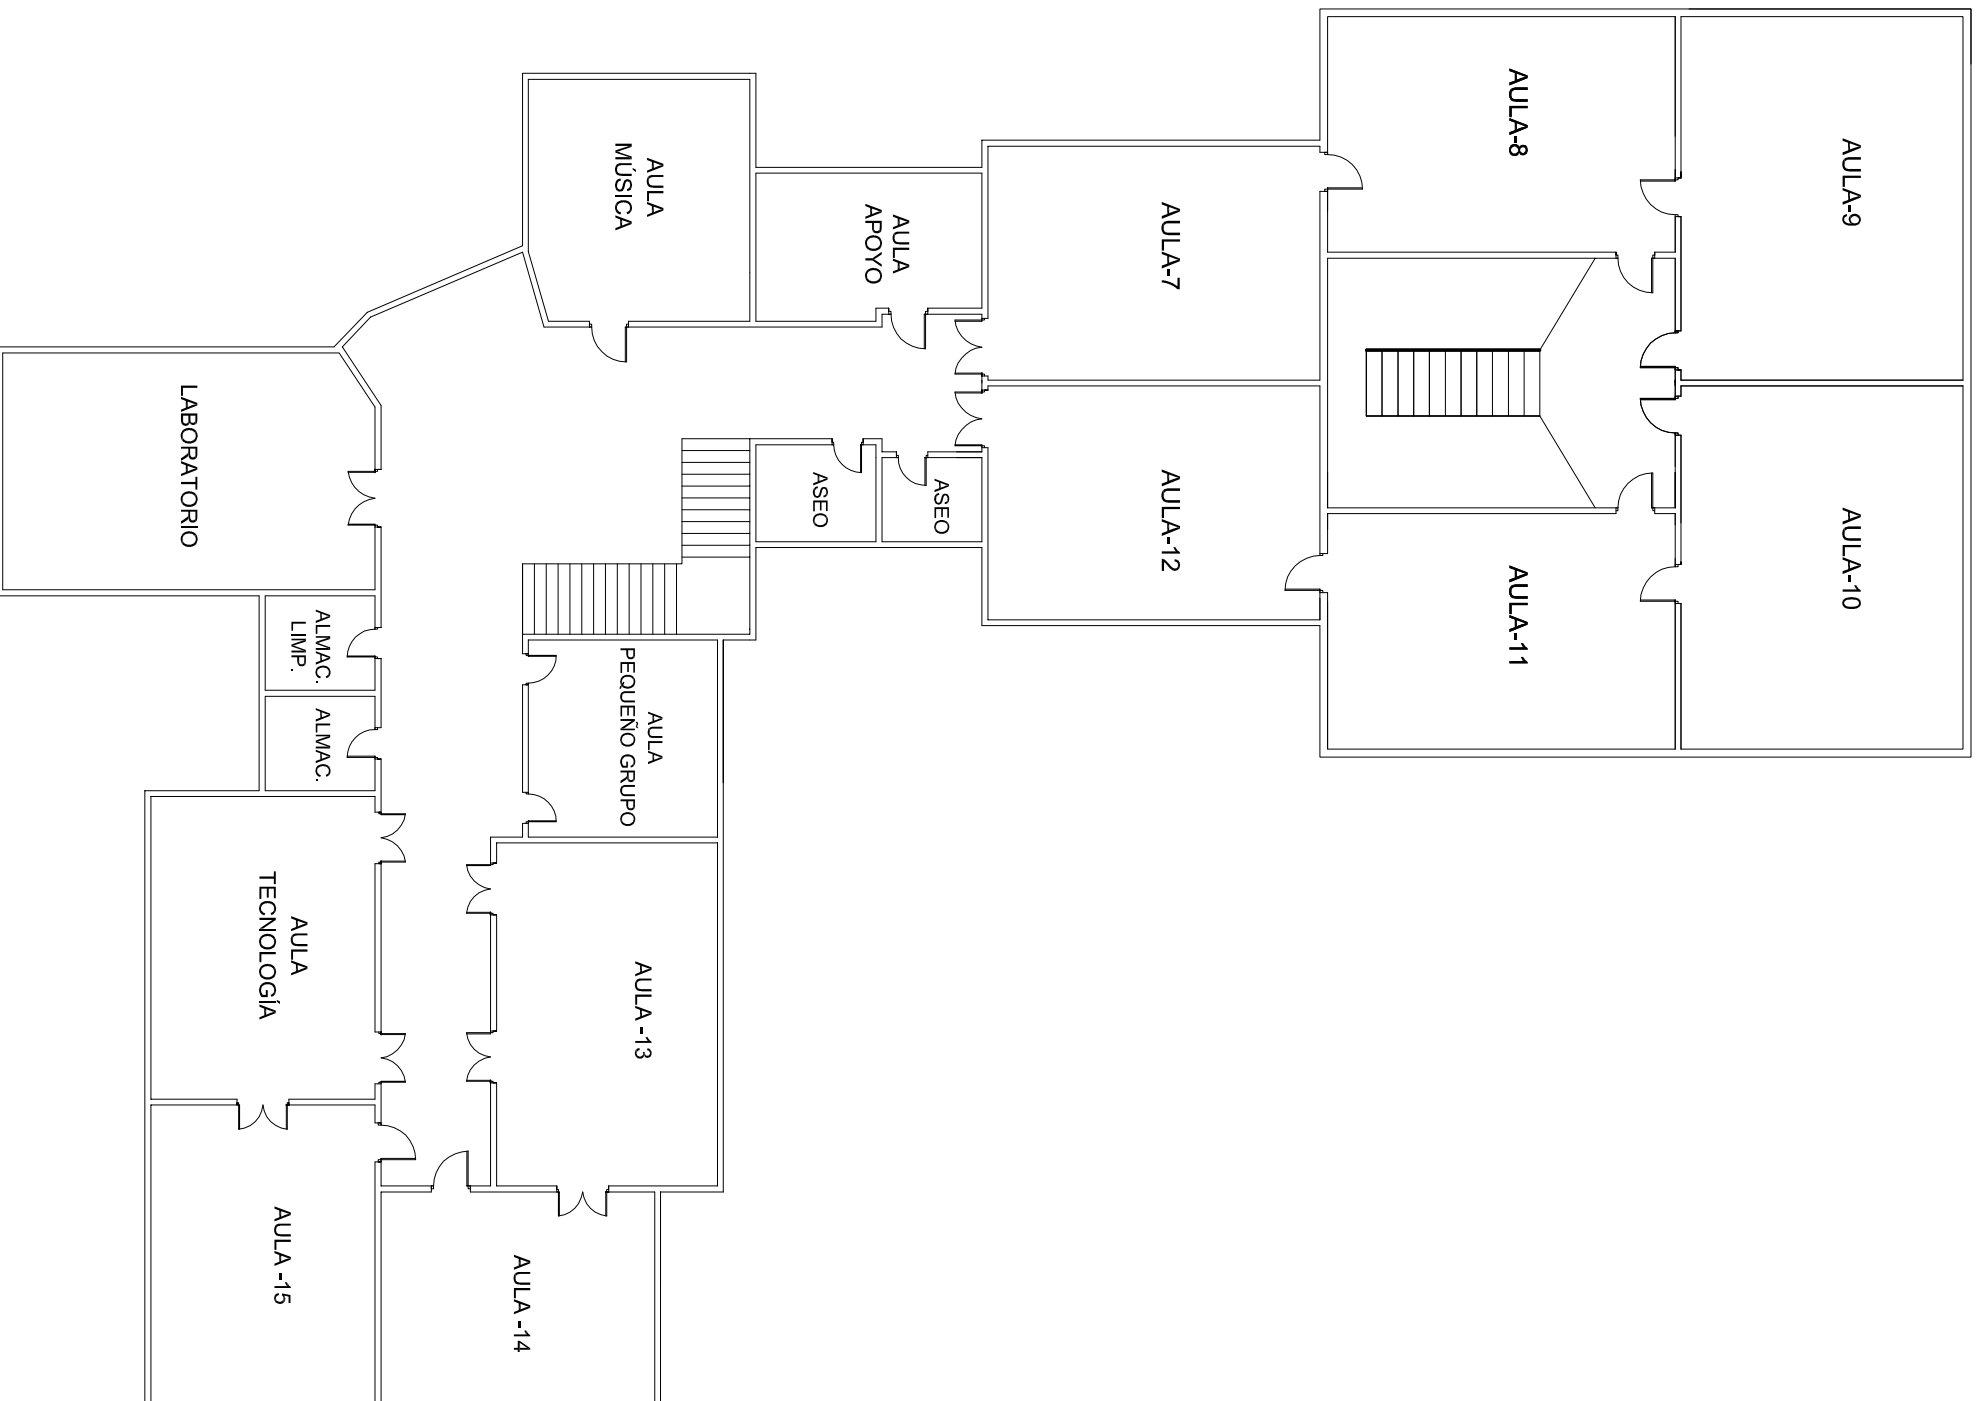 AULA-8
AULA-9
AULA
MÚSICA
AULA
APOYO
AULA-7
LABORATORIO
ASEO
ASEO
AULA-12
AULA-11
AULA-10
ALMAC.
LIMP.
ALMAC.
AULA
PEQUEÑO GRUPO
AULA
TECNOLOGÍA
AULA -13
AULA -15
AULA -14